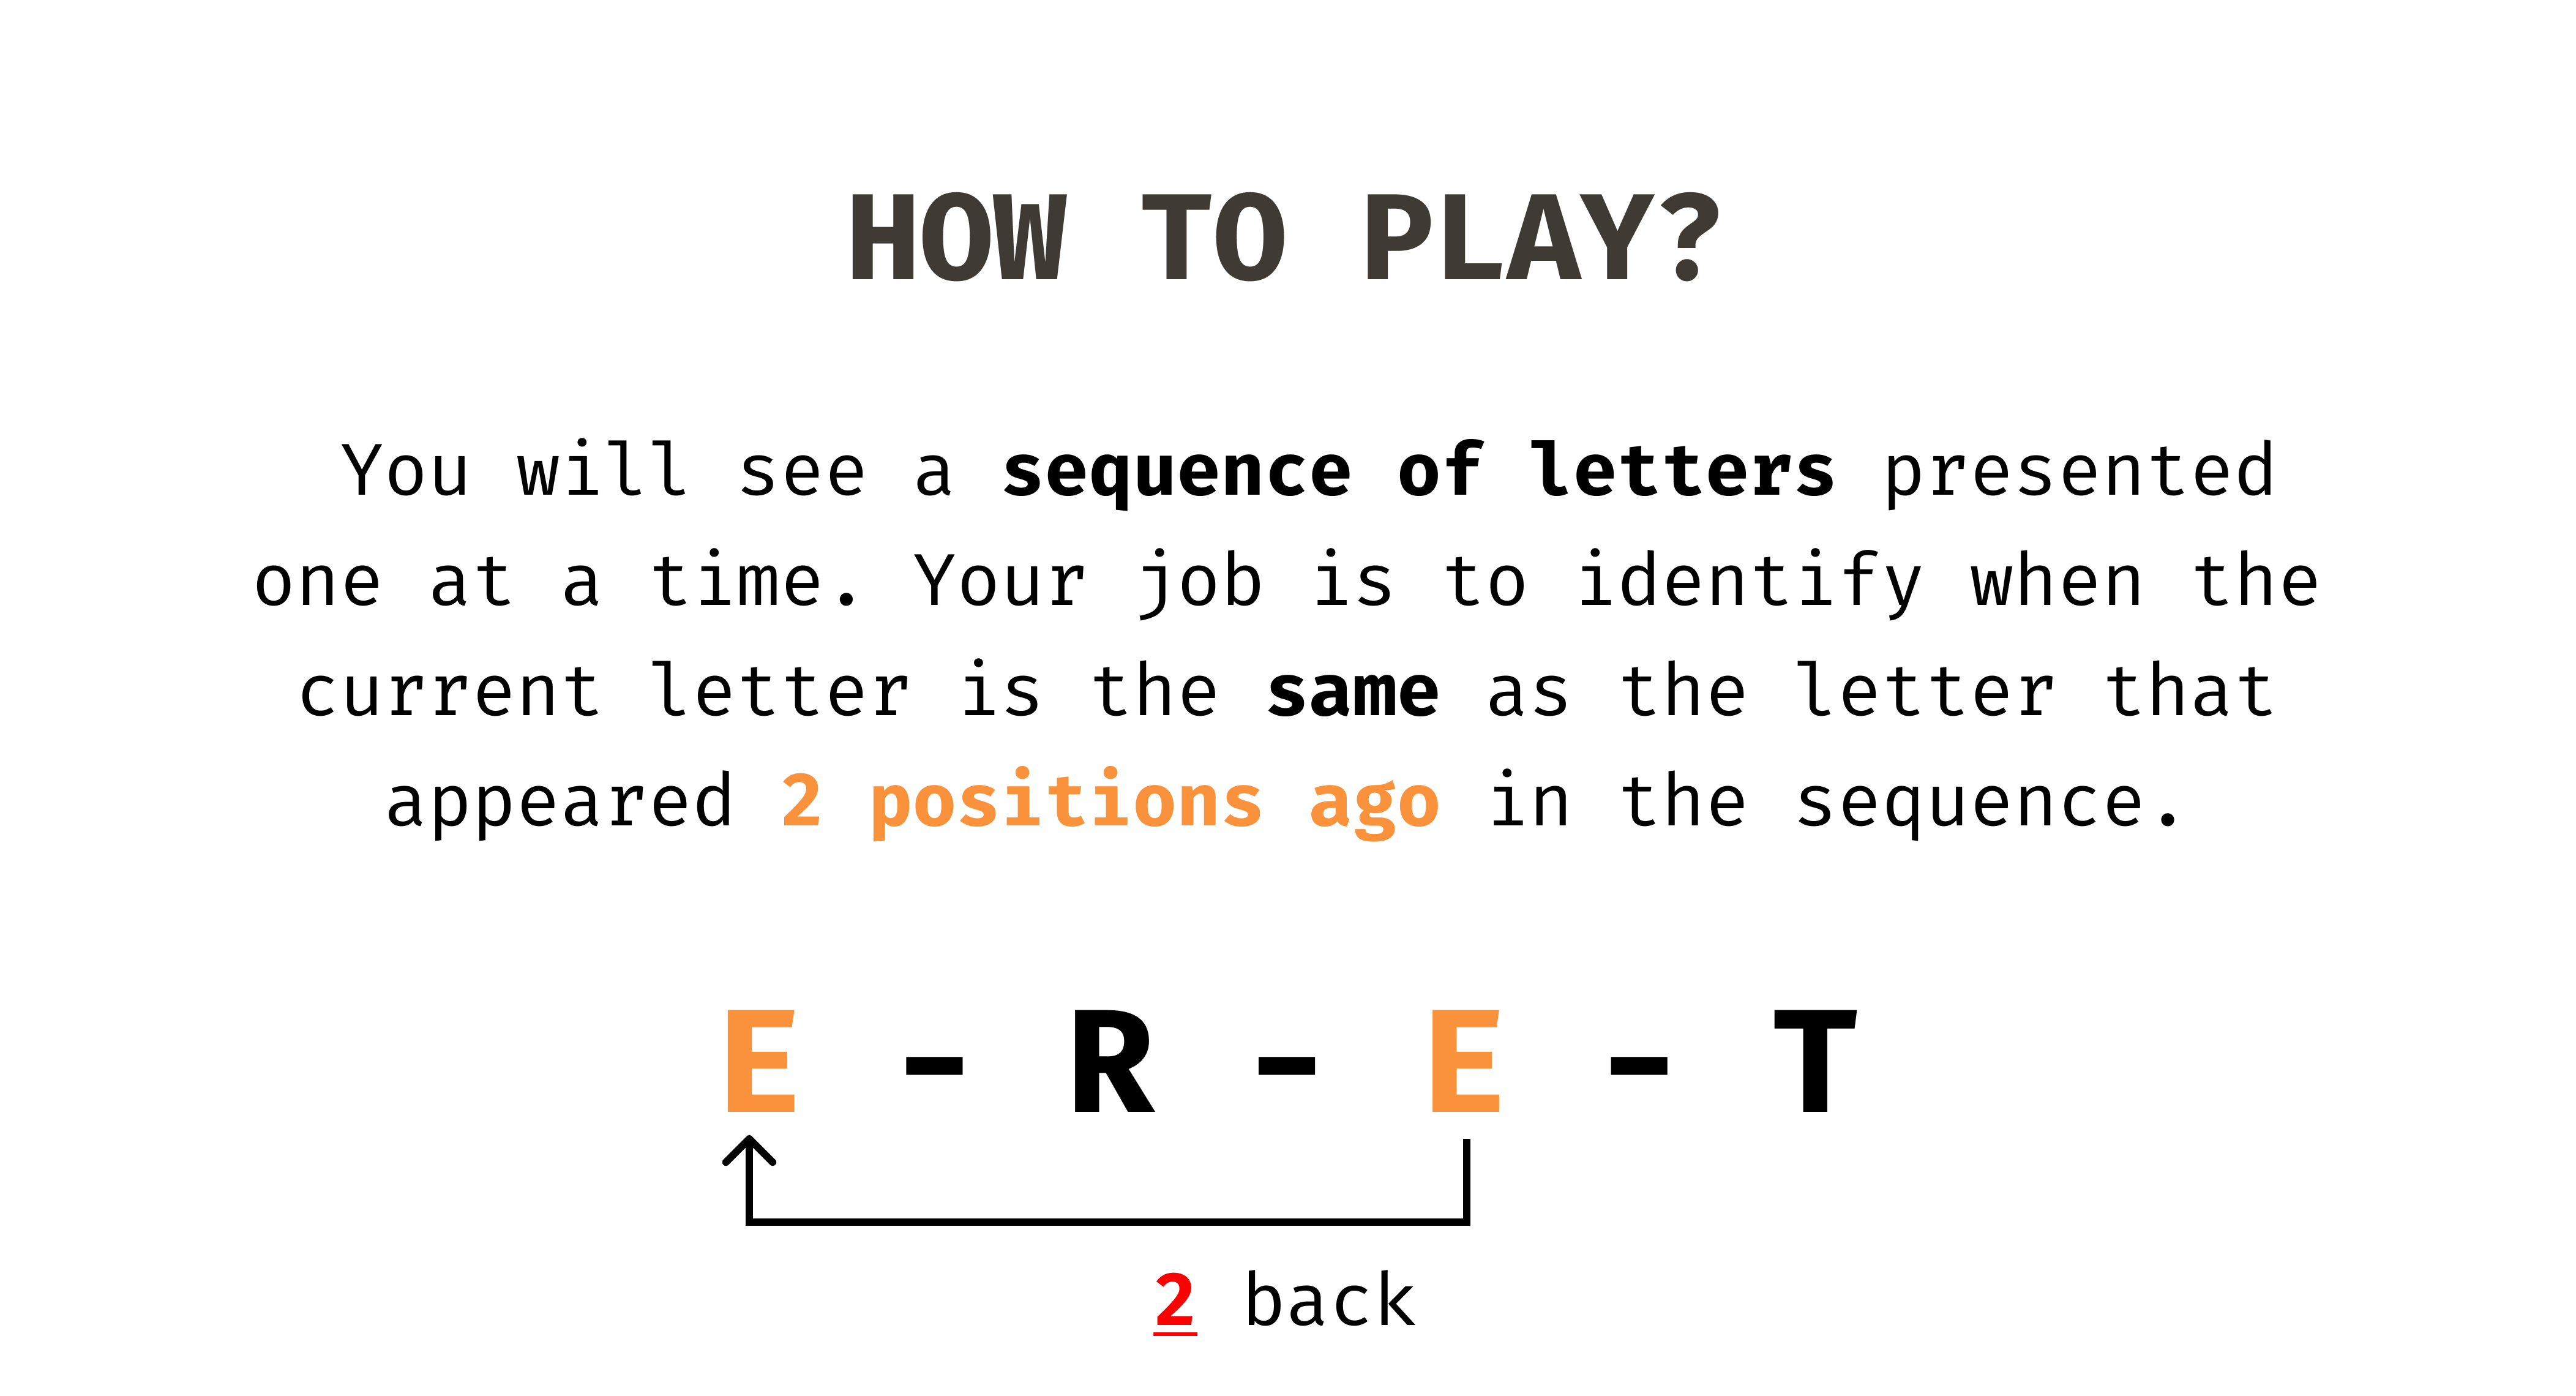 HOW TO PLAY?
You will see a sequence of letters presented
one at a time. Your job is to identify when the
current letter is the same as the letter that
appeared 2 positions ago in the sequence.
E - R - E - T
2 back